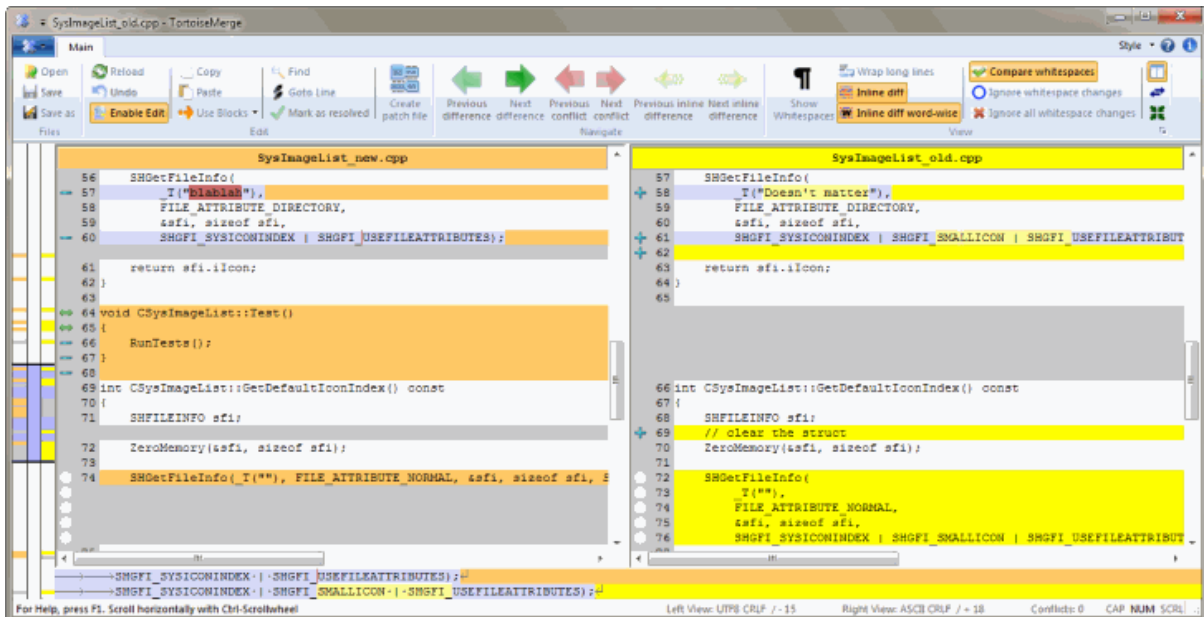 SysImageList_old.cpp - TortoiseMerge
Main
Style
Open
Save
Save as
Files
Reload
Undo
Enable Edit
Copy
Paste
Use Blocks
Find
Goto Line
Mark as resolved
Edit
Create patch file
Previous difference
Next difference
Previous conflict
Next conflict
Previous inline difference
Next inline difference
Navigate
Show Whitespaces
Wrap long lines
Inline diff
Inline diff word-wise
Compare whitespaces
Ignore whitespace changes
Ignore all whitespace changes
View
SysImageList_new.cpp
56 SHGetFileInfo(
57 _T("blablah"),
58 FILE_ATTRIBUTE_DIRECTORY,
59 &sfi, sizeof sfi,
60 SHGFI_SYSICONINDEX | SHGFI_USEFILEATTRIBUTES);
61 return sfi.iIcon;
62 }
63
64 void CSysImageList::Test()
65 {
66 RunTests();
67 }
68
69 int CSysImageList::GetDefaultIconIndex() const
70 {
71 SHFILEINFO sfi;
72 ZeroMemory(&sfi, sizeof sfi);
73
74 SHGetFileInfo(_T(""), FILE_ATTRIBUTE_NORMAL, &sfi, sizeof sfi, S
SysImageList_old.cpp
57 SHGetFileInfo(
58 _T("Doesn't matter"),
59 FILE_ATTRIBUTE_DIRECTORY,
60 &sfi, sizeof sfi,
61 SHGFI_SYSICONINDEX | SHGFI_SMALLICON | SHGFI_USEFILEATTRIBUT
62
63 return sfi.iIcon;
64 }
65
66 int CSysImageList::GetDefaultIconIndex() const
67 {
68 SHFILEINFO sfi;
69 // clear the struct
70 ZeroMemory(&sfi, sizeof sfi);
71
72 SHGetFileInfo(
73 _T(""),
74 FILE_ATTRIBUTE_NORMAL,
75 &sfi, sizeof sfi,
76 SHGFI_SYSICONINDEX | SHGFI_SMALLICON | SHGFI_USEFILEATTRIBUT
SHGFI_SYSICONINDEX·|·SHGFI_USEFILEATTRIBUTES);
SHGFI_SYSICONINDEX·|·SHGFI_SMALLICON·|·SHGFI_USEFILEATTRIBUTES);
For Help, press F1. Scroll horizontally with Ctrl-Scrollwheel
Left View: UTF8 CRLF / - 15
Right View: ASCII CRLF / + 18
Conflicts: 0
CAP NUM SCRL